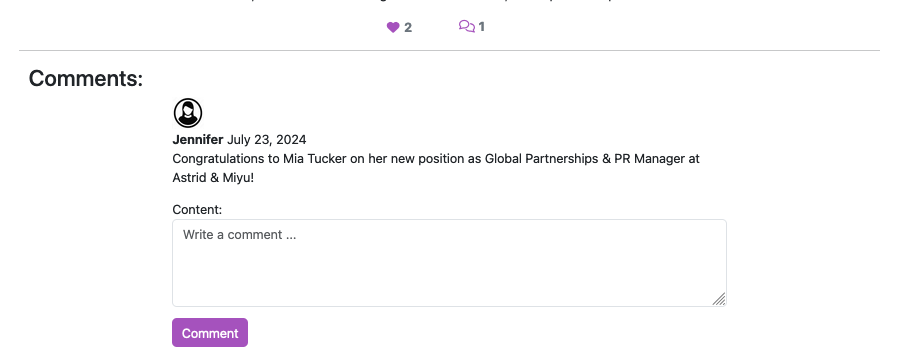 2
1
Comments:
Jennifer July 23, 2024
Congratulations to Mia Tucker on her new position as Global Partnerships & PR Manager at
Astrid & Miyu!
Content:
Write a comment ...
Comment